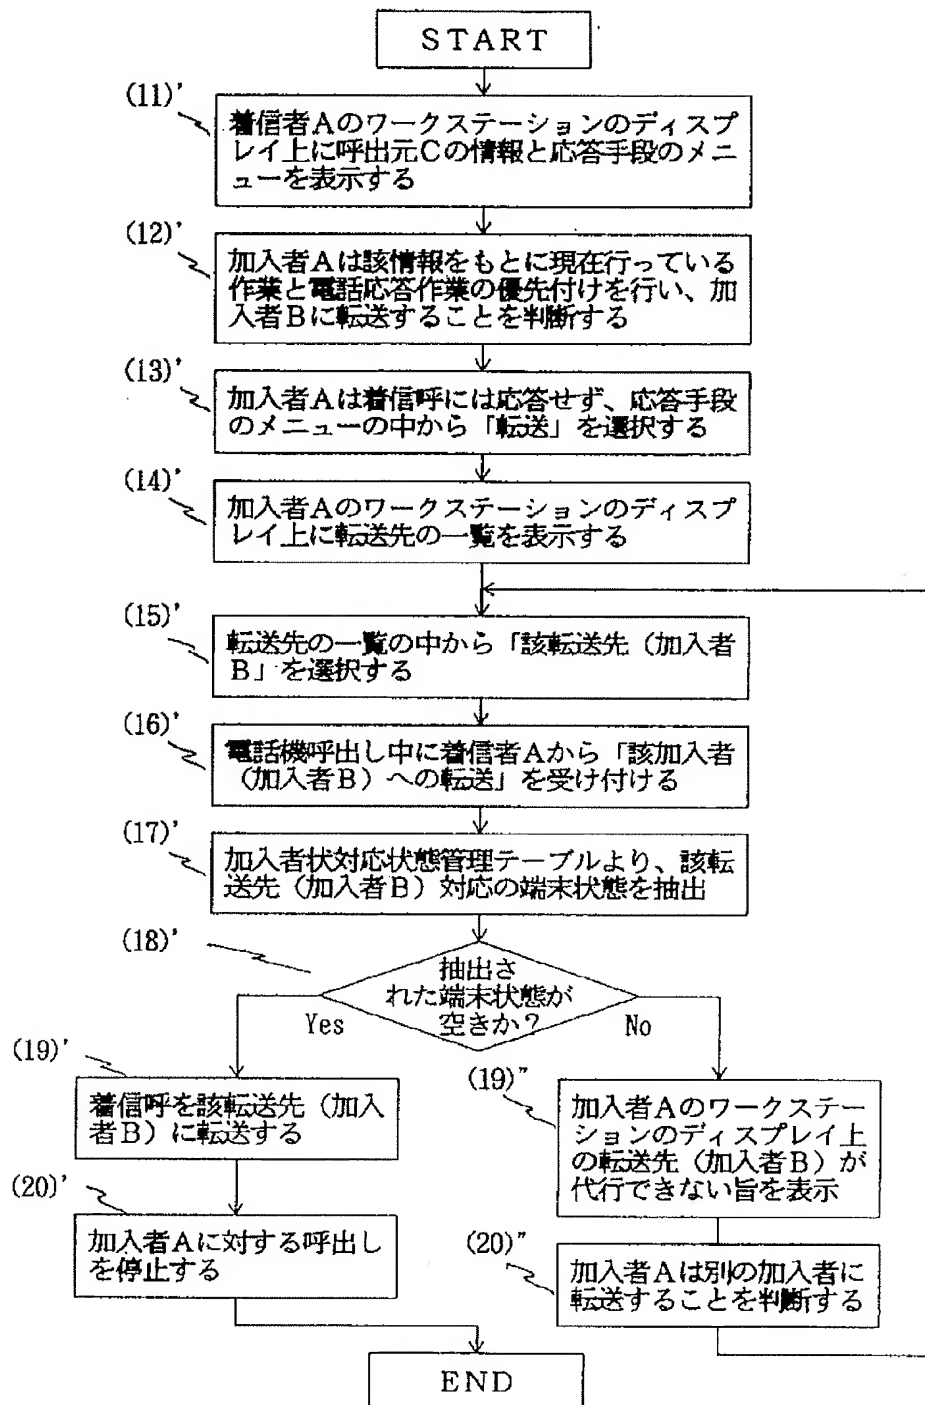 START
(11)'
着信者Aのワークステーションのディスプ
レイ上に呼出元Cの情報と応答手段のメニ
ューを表示する
(12)'
加入者Aは該情報をもとに現在行っている
作業と電話応答作業の優先付けを行い、加
入者Bに転送することを判断する
(13)'
加入者Aは着信呼には応答せず、応答手段
のメニューの中から「転送」を選択する
(14)'
加入者Aのワークステーションのディスプ
レイ上に転送先の一覧を表示する
(15)'
転送先の一覧の中から「該転送先（加入者
B」を選択する
(16)'
電話機呼出し中に着信者Aから「該加入者
（加入者B）への転送」を受け付ける
(17)'
加入者状対応状態管理テーブルより、該転
送先（加入者B）対応の端末状態を抽出
(18)'
抽出さ
れた端末状態が
空きか？
Yes
No
(19)'
着信呼を該転送先（加入
者B）に転送する
(20)'
加入者Aに対する呼出し
を停止する
(19)"
加入者Aのワークステー
ションのディスプレイ上
の転送先（加入者B）が
代行できない旨を表示
(20)"
加入者Aは別の加入者に
転送することを判断する
END